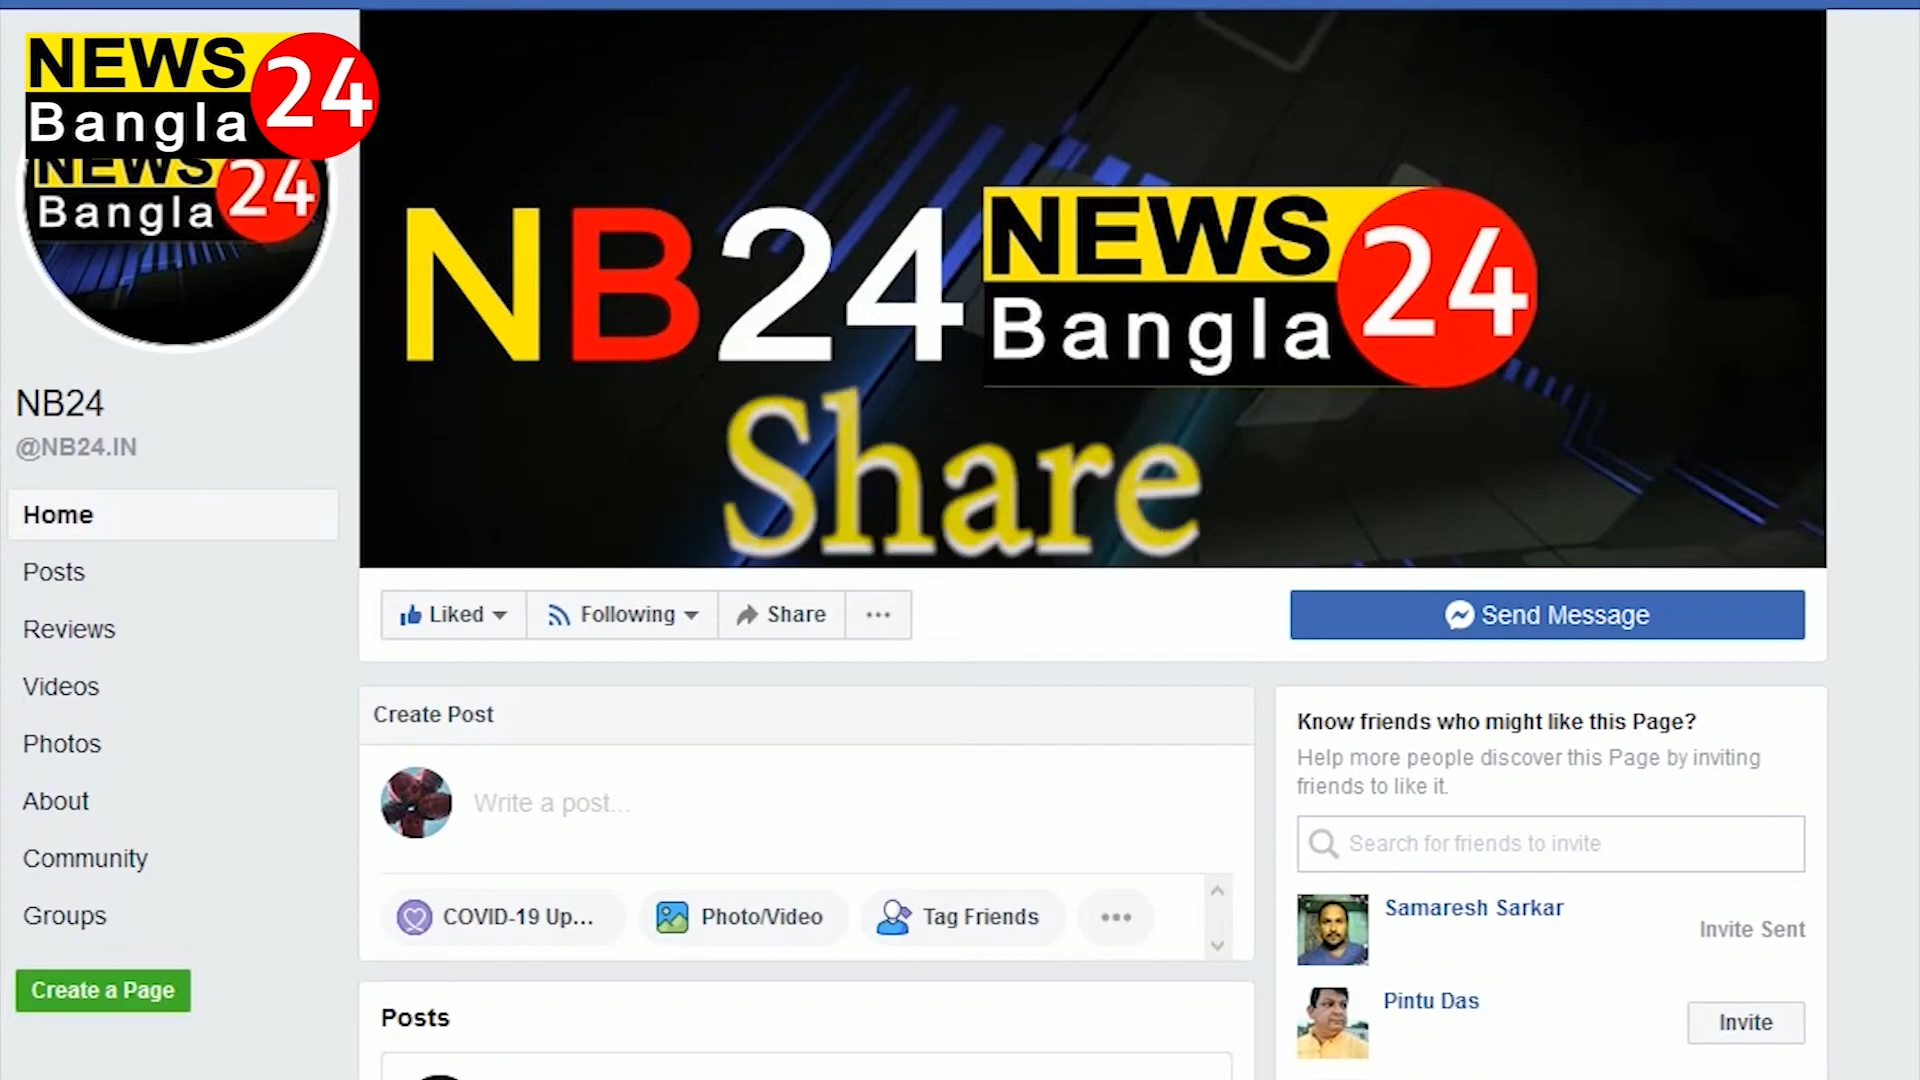 NEWS
Bangla 24
NEWS
Bangla 24
NB24
@NB24.IN
Home
Posts
Reviews
Videos
Photos
About
Community
Groups
Create a Page
NB24 NEWS
Bangla 24
Share
Liked Following Share ...
Send Message
Create Post
Write a post...
COVID-19 Up... Photo/Video Tag Friends ...
Posts
Know friends who might like this Page?
Help more people discover this Page by inviting
friends to like it.
Search for friends to invite
Samaresh Sarkar
Invite Sent
Pintu Das
Invite